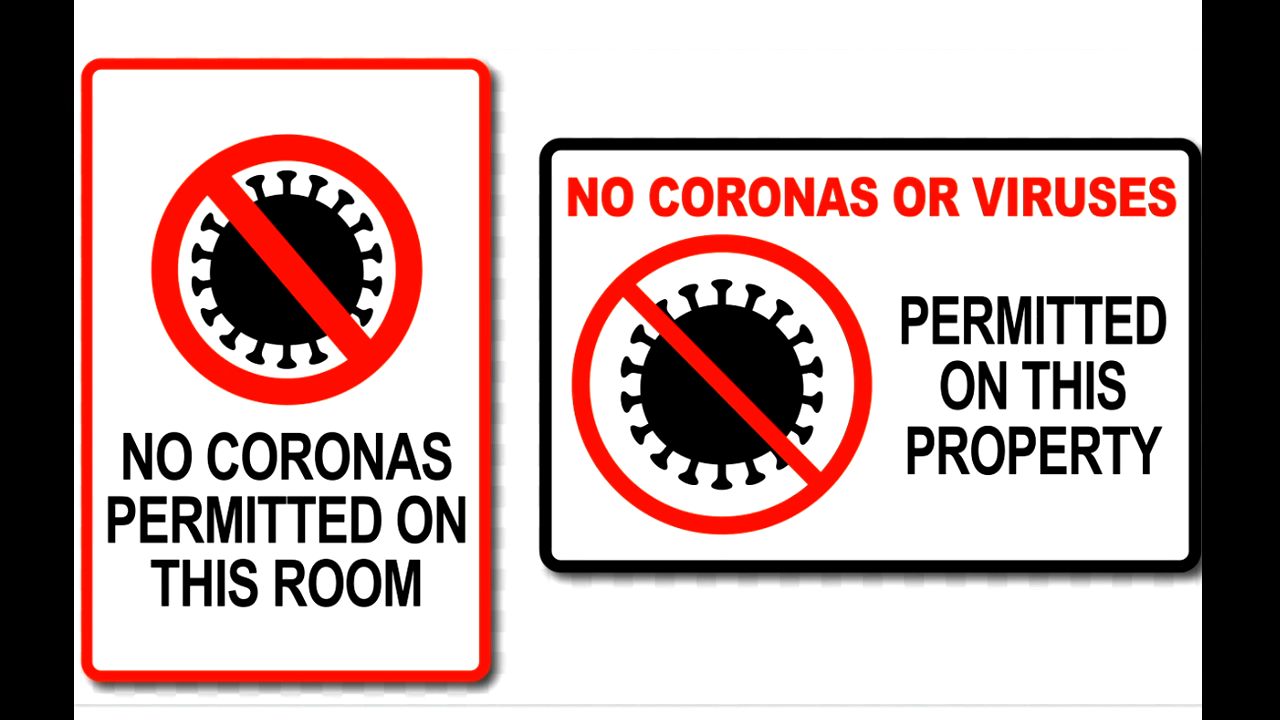 NO CORONAS
PERMITTED ON
THIS ROOM
NO CORONAS OR VIRUSES
PERMITTED
ON THIS
PROPERTY